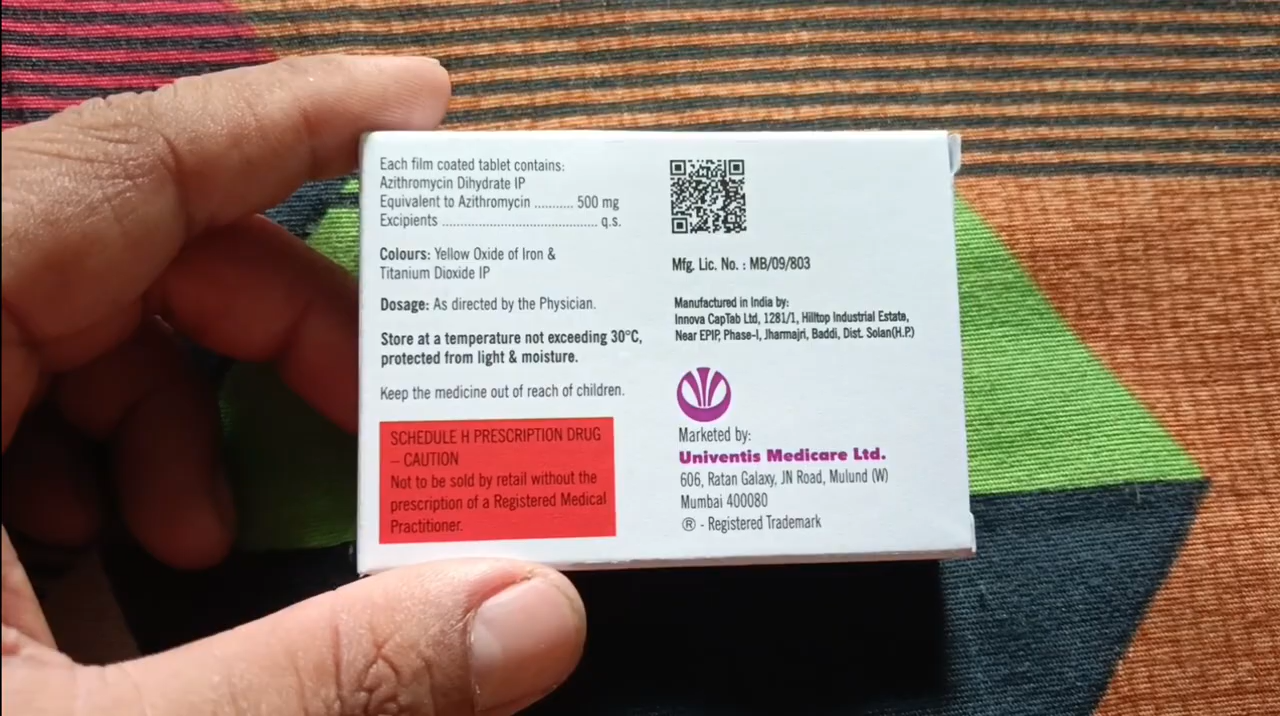 Each film coated tablet contains:
Azithromycin Dihydrate IP
Equivalent to Azithromycin .......... 500 mg
Excipients ....................................... q.s.
Colours: Yellow Oxide of Iron &
Titanium Dioxide IP
Dosage: As directed by the Physician.
Store at a temperature not exceeding 30°C,
protected from light & moisture.
Keep the medicine out of reach of children.
SCHEDULE H PRESCRIPTION DRUG
– CAUTION
Not to be sold by retail without the
prescription of a Registered Medical
Practitioner.
Mfg. Lic. No. : MB/09/803
Manufactured in India by:
Innova CapTab Ltd, 1281/1, Hilltop Industrial Estate,
Near EPIP, Phase-I, Jharmajri, Baddi, Dist. Solan(H.P.)
Marketed by:
Univentis Medicare Ltd.
606, Ratan Galaxy, JN Road, Mulund (W)
Mumbai 400080
® - Registered Trademark